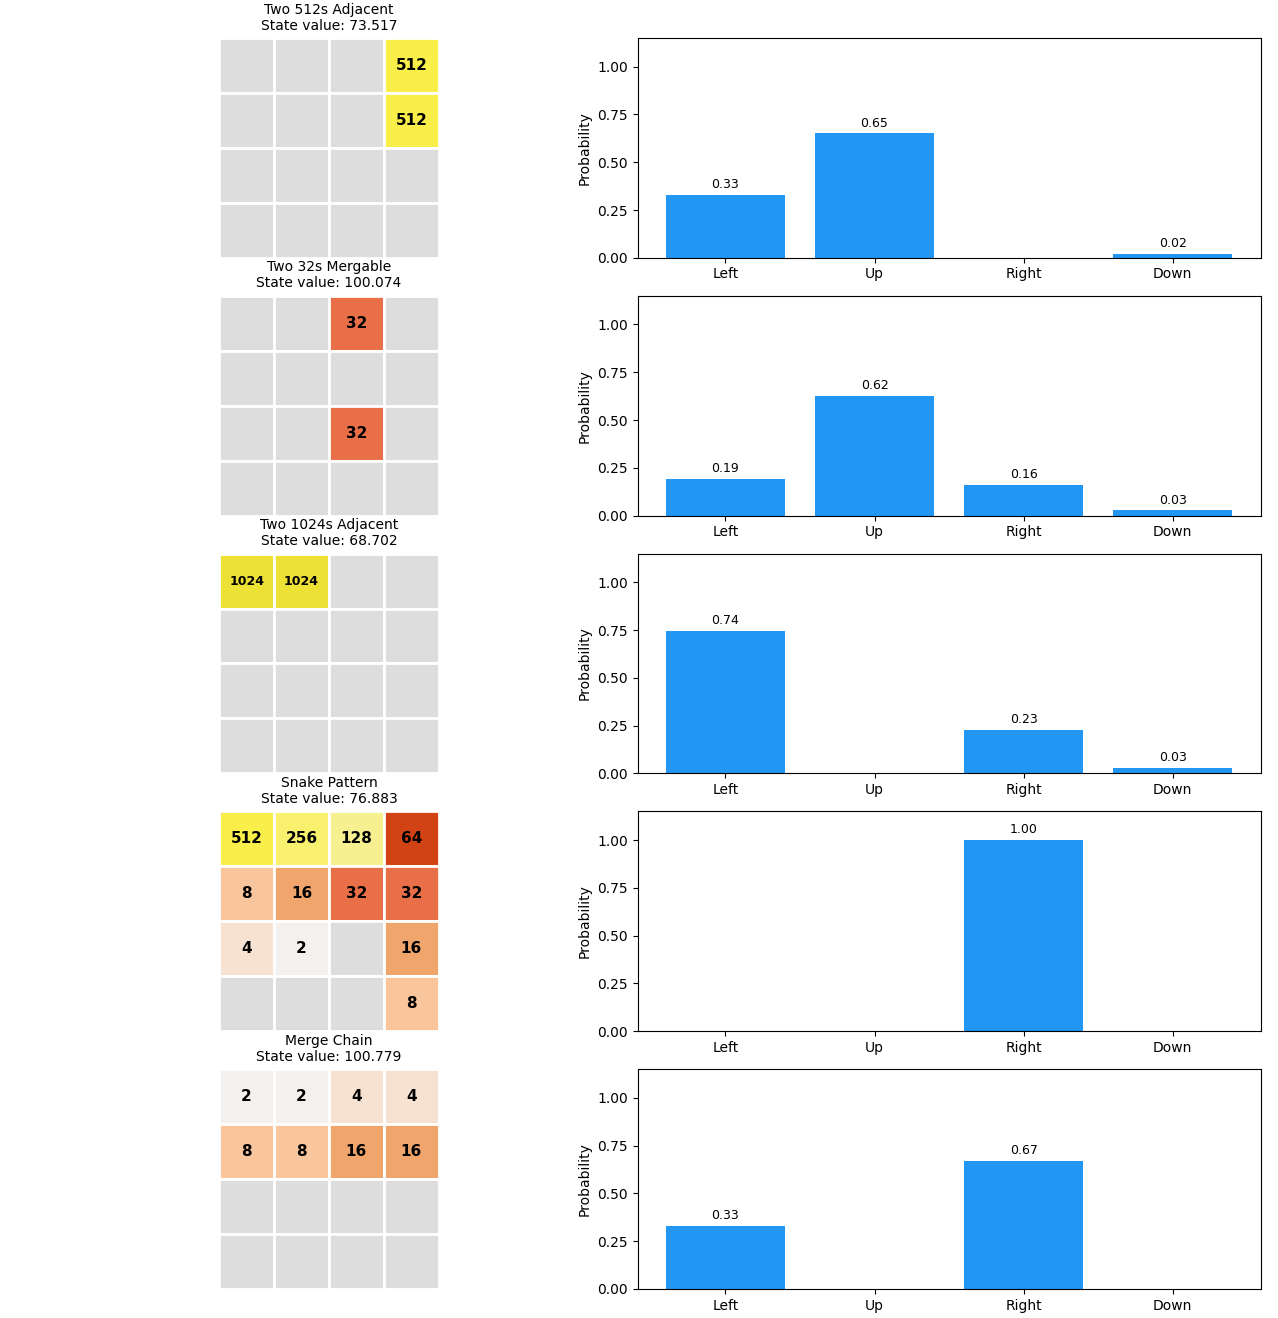 Two 512s Adjacent
State value: 73.517
512
512
1.00
0.75
0.50
0.25
0.00
Probability
0.33
0.65
0.02
Left Up Right Down
Two 32s Mergable
State value: 100.074
32
32
1.00
0.75
0.50
0.25
0.00
Probability
0.19
0.62
0.16
0.03
Left Up Right Down
Two 1024s Adjacent
State value: 68.702
1024 1024
1.00
0.75
0.50
0.25
0.00
Probability
0.74
0.23
0.03
Left Up Right Down
Snake Pattern
State value: 76.883
512 256 128 64
8 16 32 32
4 2 16
8
1.00
0.75
0.50
0.25
0.00
Probability
1.00
Left Up Right Down
Merge Chain
State value: 100.779
2 2 4 4
8 8 16 16
1.00
0.75
0.50
0.25
0.00
Probability
0.33
0.67
Left Up Right Down